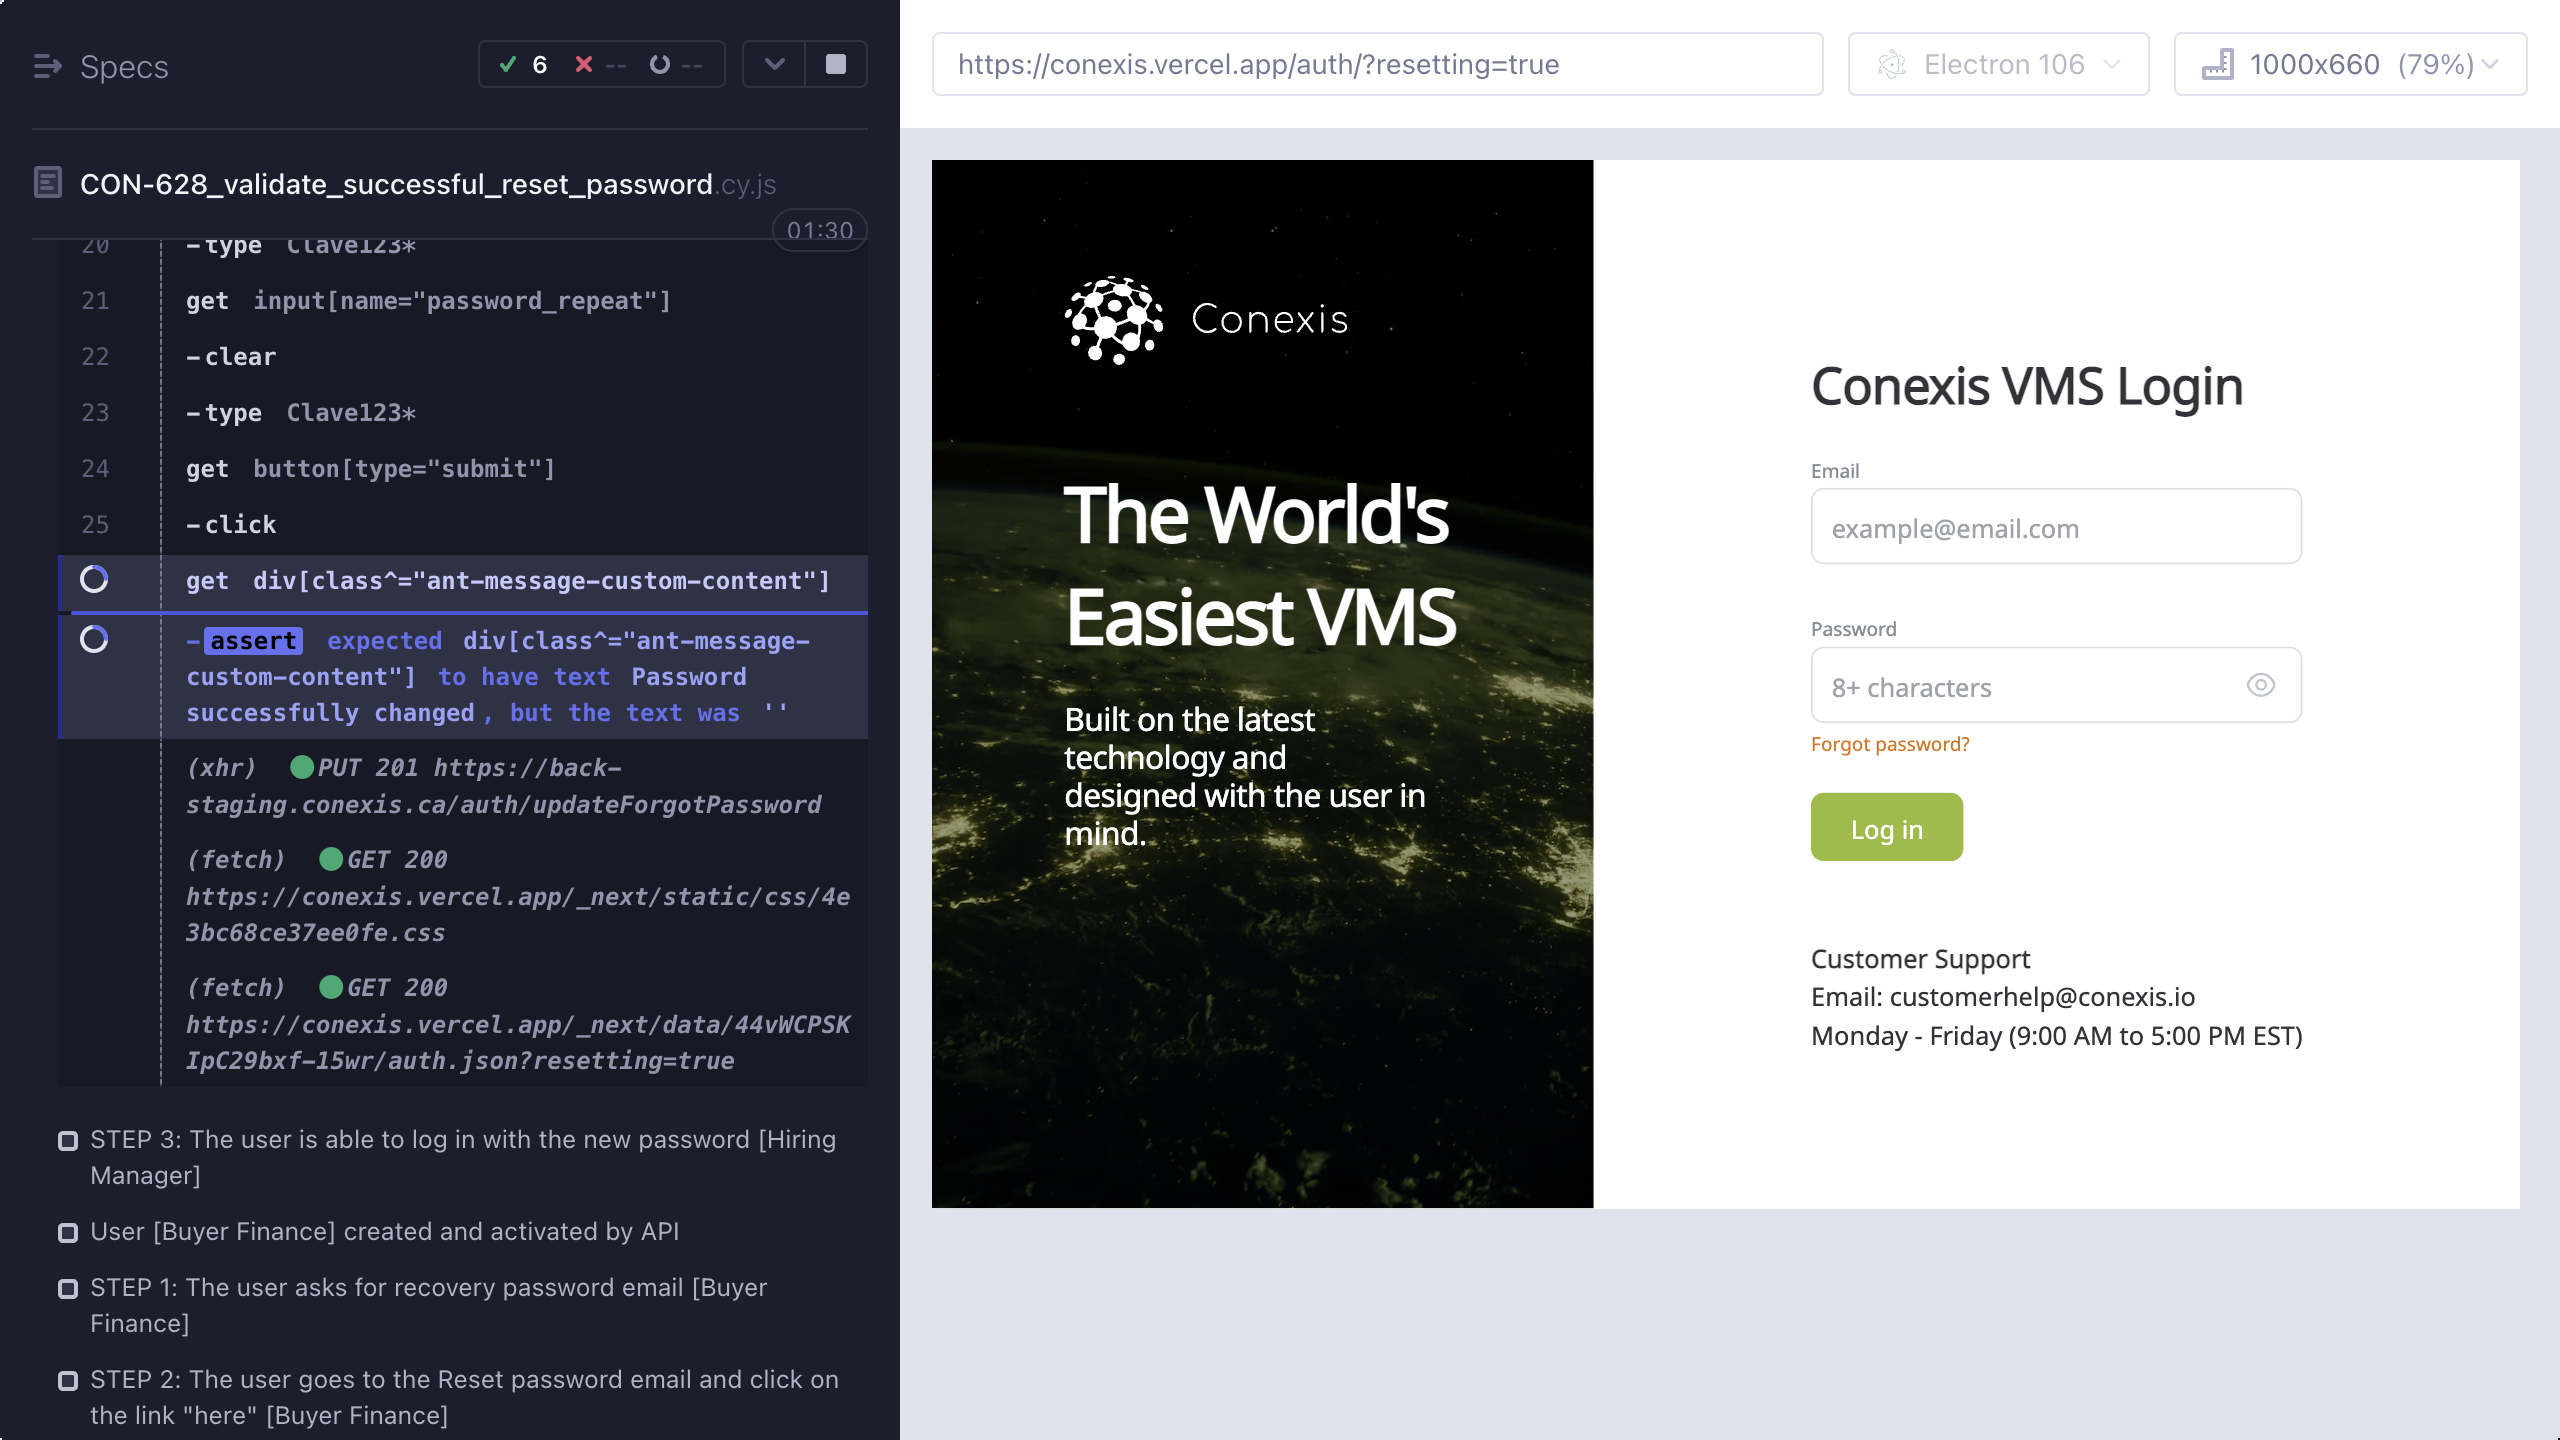 Specs
6 -- --
CON-628_validate_successful_reset_password.cy.js
01:30
20 -type Clave123*
21 get input[name="password_repeat"]
22 -clear
23 -type Clave123*
24 get button[type="submit"]
25 -click
get div[class^="ant-message-custom-content"]
-assert expected div[class^="ant-message-
custom-content"] to have text Password
successfully changed, but the text was ''
(xhr) PUT 201 https://back-
staging.conexis.ca/auth/updateForgotPassword
(fetch) GET 200
https://conexis.vercel.app/_next/static/css/4e
3bc68ce37ee0fe.css
(fetch) GET 200
https://conexis.vercel.app/_next/data/44vWCPSK
IpC29bxf-15wr/auth.json?resetting=true
STEP 3: The user is able to log in with the new password [Hiring
Manager]
User [Buyer Finance] created and activated by API
STEP 1: The user asks for recovery password email [Buyer
Finance]
STEP 2: The user goes to the Reset password email and click on
the link "here" [Buyer Finance]
https://conexis.vercel.app/auth/?resetting=true
Electron 106
1000x660 (79%)
Conexis
The World's
Easiest VMS
Built on the latest
technology and
designed with the user in
mind.
Conexis VMS Login
Email
example@email.com
Password
8+ characters
Forgot password?
Log in
Customer Support
Email: customerhelp@conexis.io
Monday - Friday (9:00 AM to 5:00 PM EST)